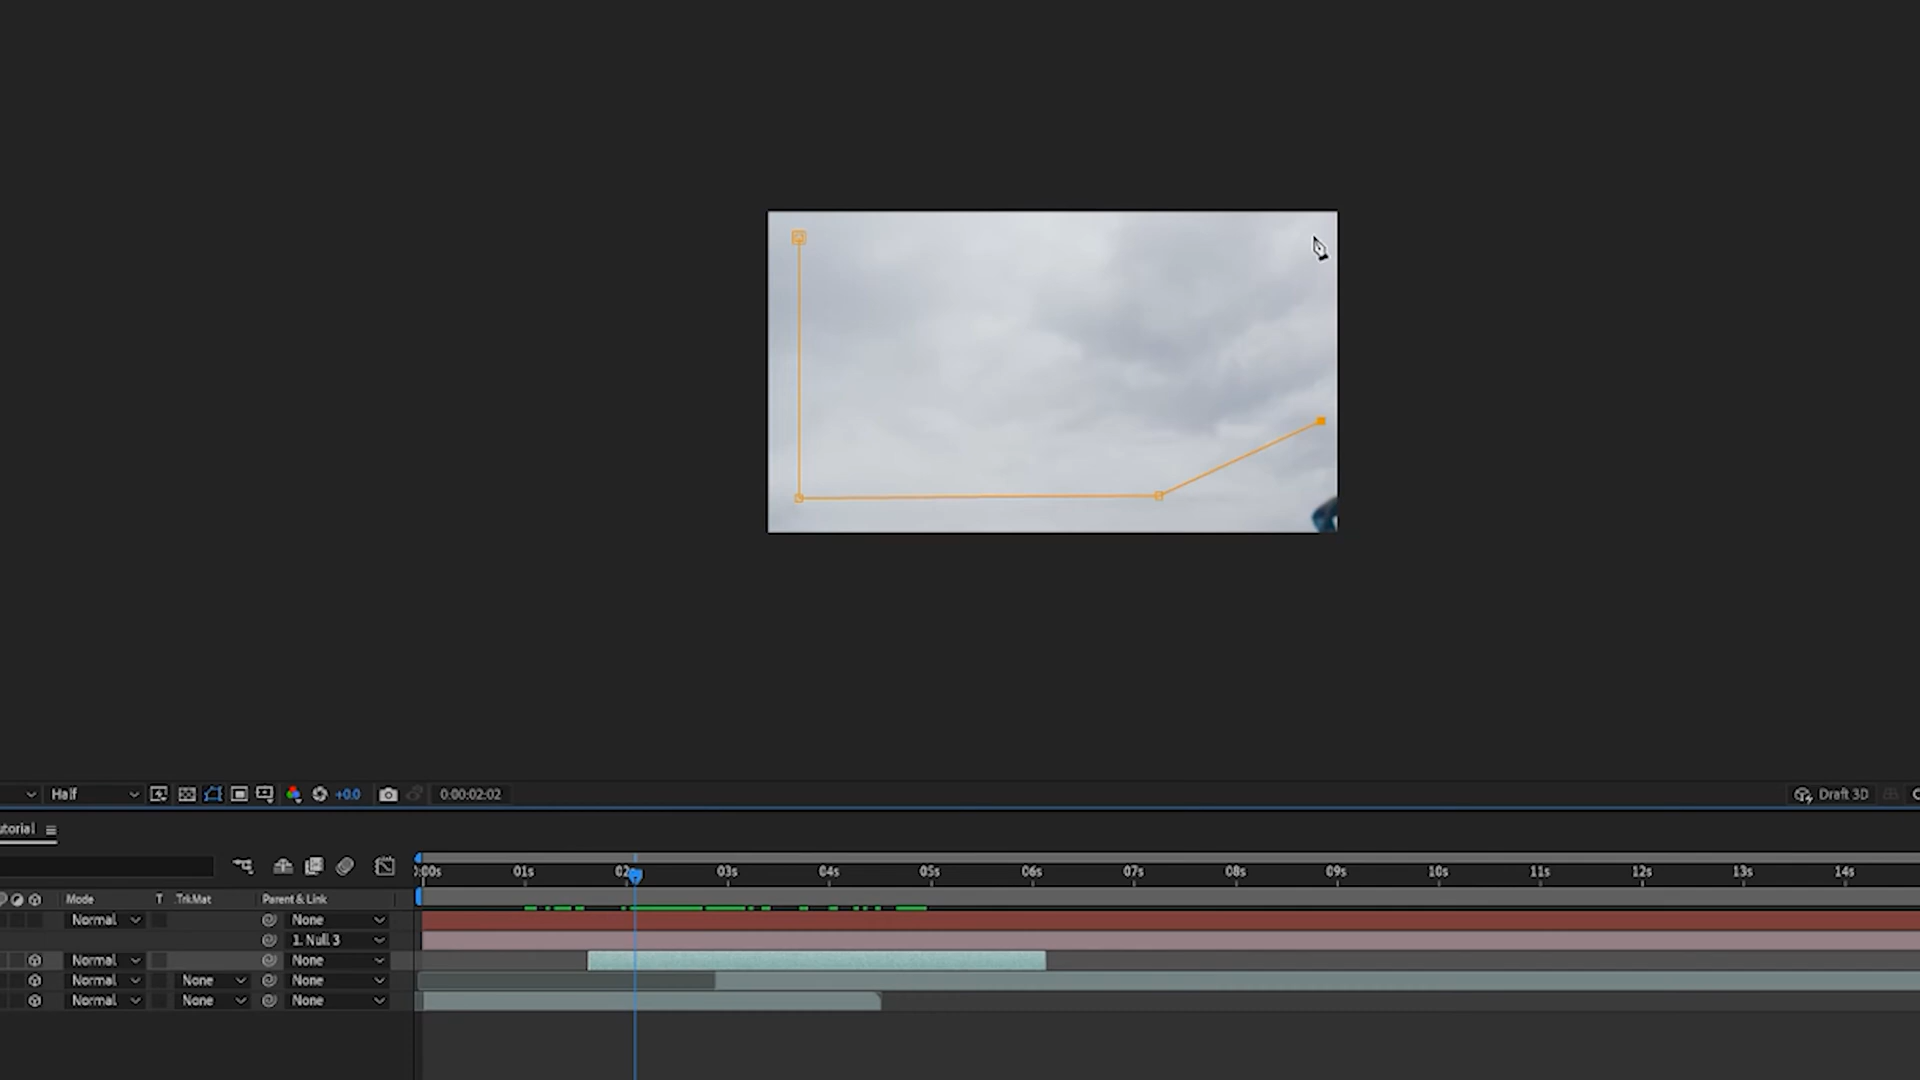 Half +0.0 0:00:02:02 Draft 3D
utorial
:00s 01s 02s 03s 04s 05s 06s 07s 08s 09s 10s 11s 12s 13s 14s
Mode T .TrkMat Parent & Link
Normal None
1. Null 3
Normal None
Normal None None
Normal None None